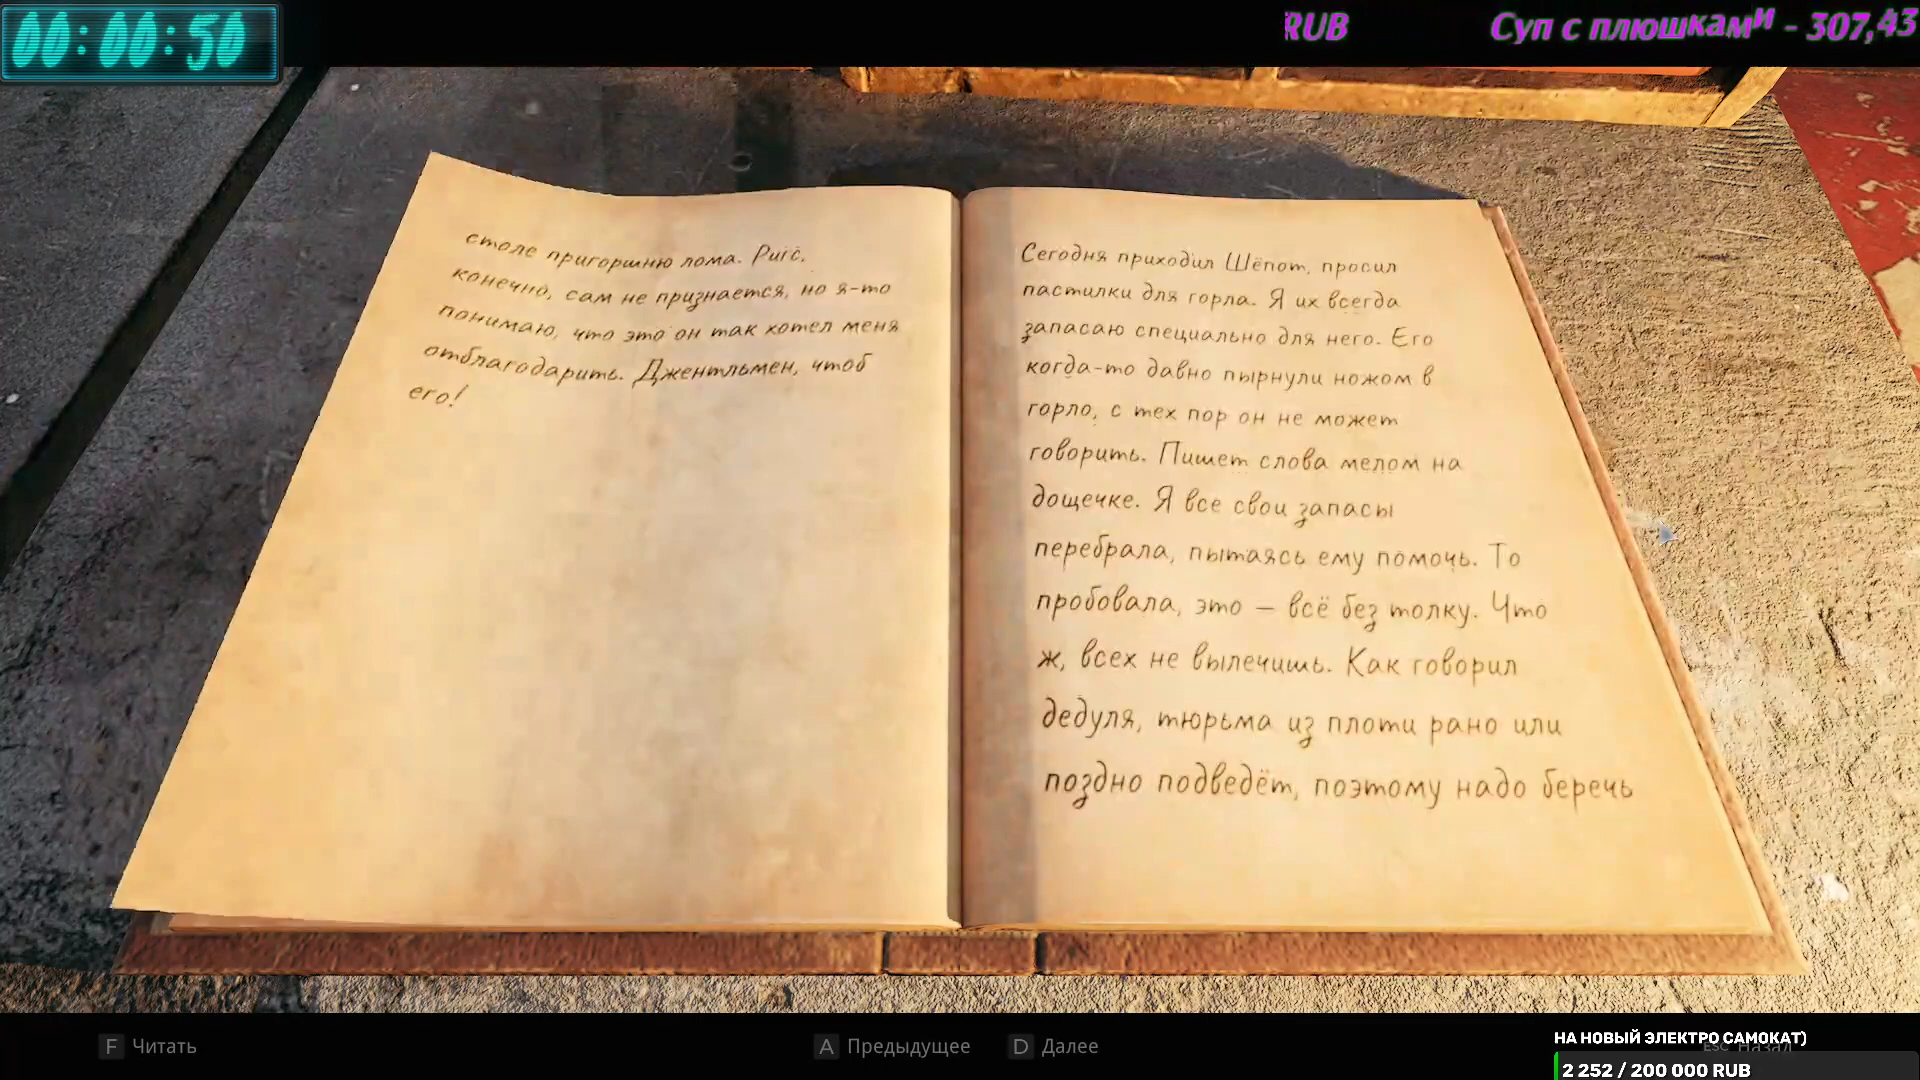 00:00:50
RUB
Суп с плюшками - 307,43
столе пригоршню лома. Ригс,
конечно, сам не признается, но я-то
понимаю, что это он так хотел меня
отблагодарить. Джентльмен, чтоб
его!
Сегодня приходил Шёпот, просил
пастилки для горла. Я их всегда
запасаю специально для него. Его
когда-то давно пырнули ножом в
горло, с тех пор он не может
говорить. Пишет слова мелом на
дощечке. Я все свои запасы
перебрала, пытаясь ему помочь. То
пробовала, это — всё без толку. Что
ж, всех не вылечишь. Как говорил
дедуля, тюрьма из плоти рано или
поздно подведёт, поэтому надо беречь
F Читать
A Предыдущее
D Далее
ESC Назад
НА НОВЫЙ ЭЛЕКТРО САМОКАТ)
2 252 / 200 000 RUB